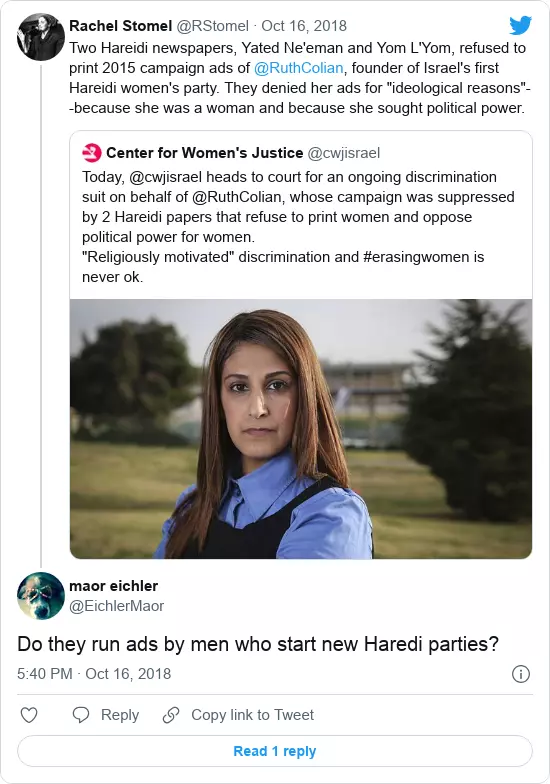 Rachel Stomel @RStomel · Oct 16, 2018
Two Hareidi newspapers, Yated Ne'eman and Yom L'Yom, refused to
print 2015 campaign ads of @RuthColian, founder of Israel's first
Hareidi women's party. They denied her ads for "ideological reasons"-
-because she was a woman and because she sought political power.
Center for Women's Justice @cwjisrael
Today, @cwjisrael heads to court for an ongoing discrimination
suit on behalf of @RuthColian, whose campaign was suppressed
by 2 Hareidi papers that refuse to print women and oppose
political power for women.
"Religiously motivated" discrimination and #erasingwomen is
never ok.
maor eichler
@EichlerMaor
Do they run ads by men who start new Haredi parties?
5:40 PM · Oct 16, 2018
Reply Copy link to Tweet
Read 1 reply